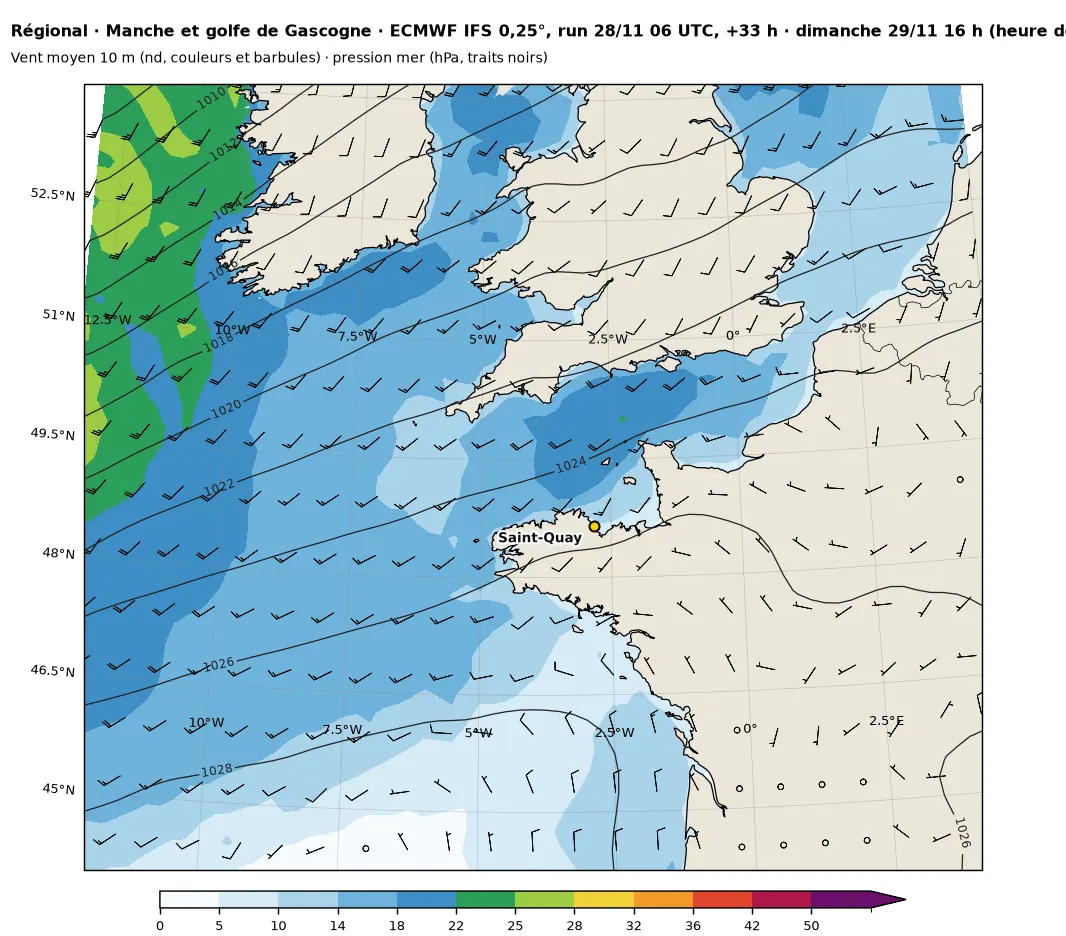 Régional · Manche et golfe de Gascogne · ECMWF IFS 0,25°, run 28/11 06 UTC, +33 h · dimanche 29/11 16 h (heure d
Vent moyen 10 m (nd, couleurs et barbules) · pression mer (hPa, traits noirs)
1010
1012
52.5°N
1014
1016
51°N
12.5°W
10°W
7.5°W
5°W
2.5°W
0°
2.5°E
1018
1020
49.5°N
1024
1022
Saint-Quay
48°N
1026
46.5°N
10°W
7.5°W
5°W
2.5°W
0°
2.5°E
1028
45°N
1026
0 5 10 14 18 22 25 28 32 36 42 50